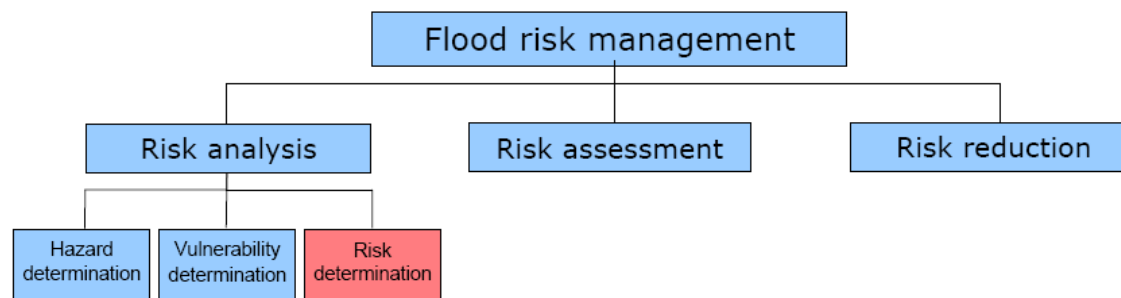 Flood risk management
Risk analysis
Risk assessment
Risk reduction
Hazard
determination
Vulnerability
determination
Risk
determination